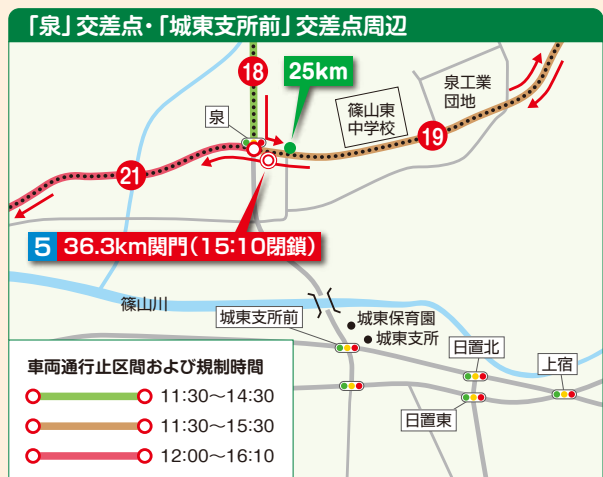 「泉」交差点・「城東支所前」交差点周辺
18
25km
泉工業
団地
篠山東
中学校
泉
19
21
5 36.3km関門(15:10閉鎖)
篠山川
城東支所前
城東保育園
城東支所
日置北
上宿
日置東
車両通行止区間および規制時間
11:30～14:30
11:30～15:30
12:00～16:10